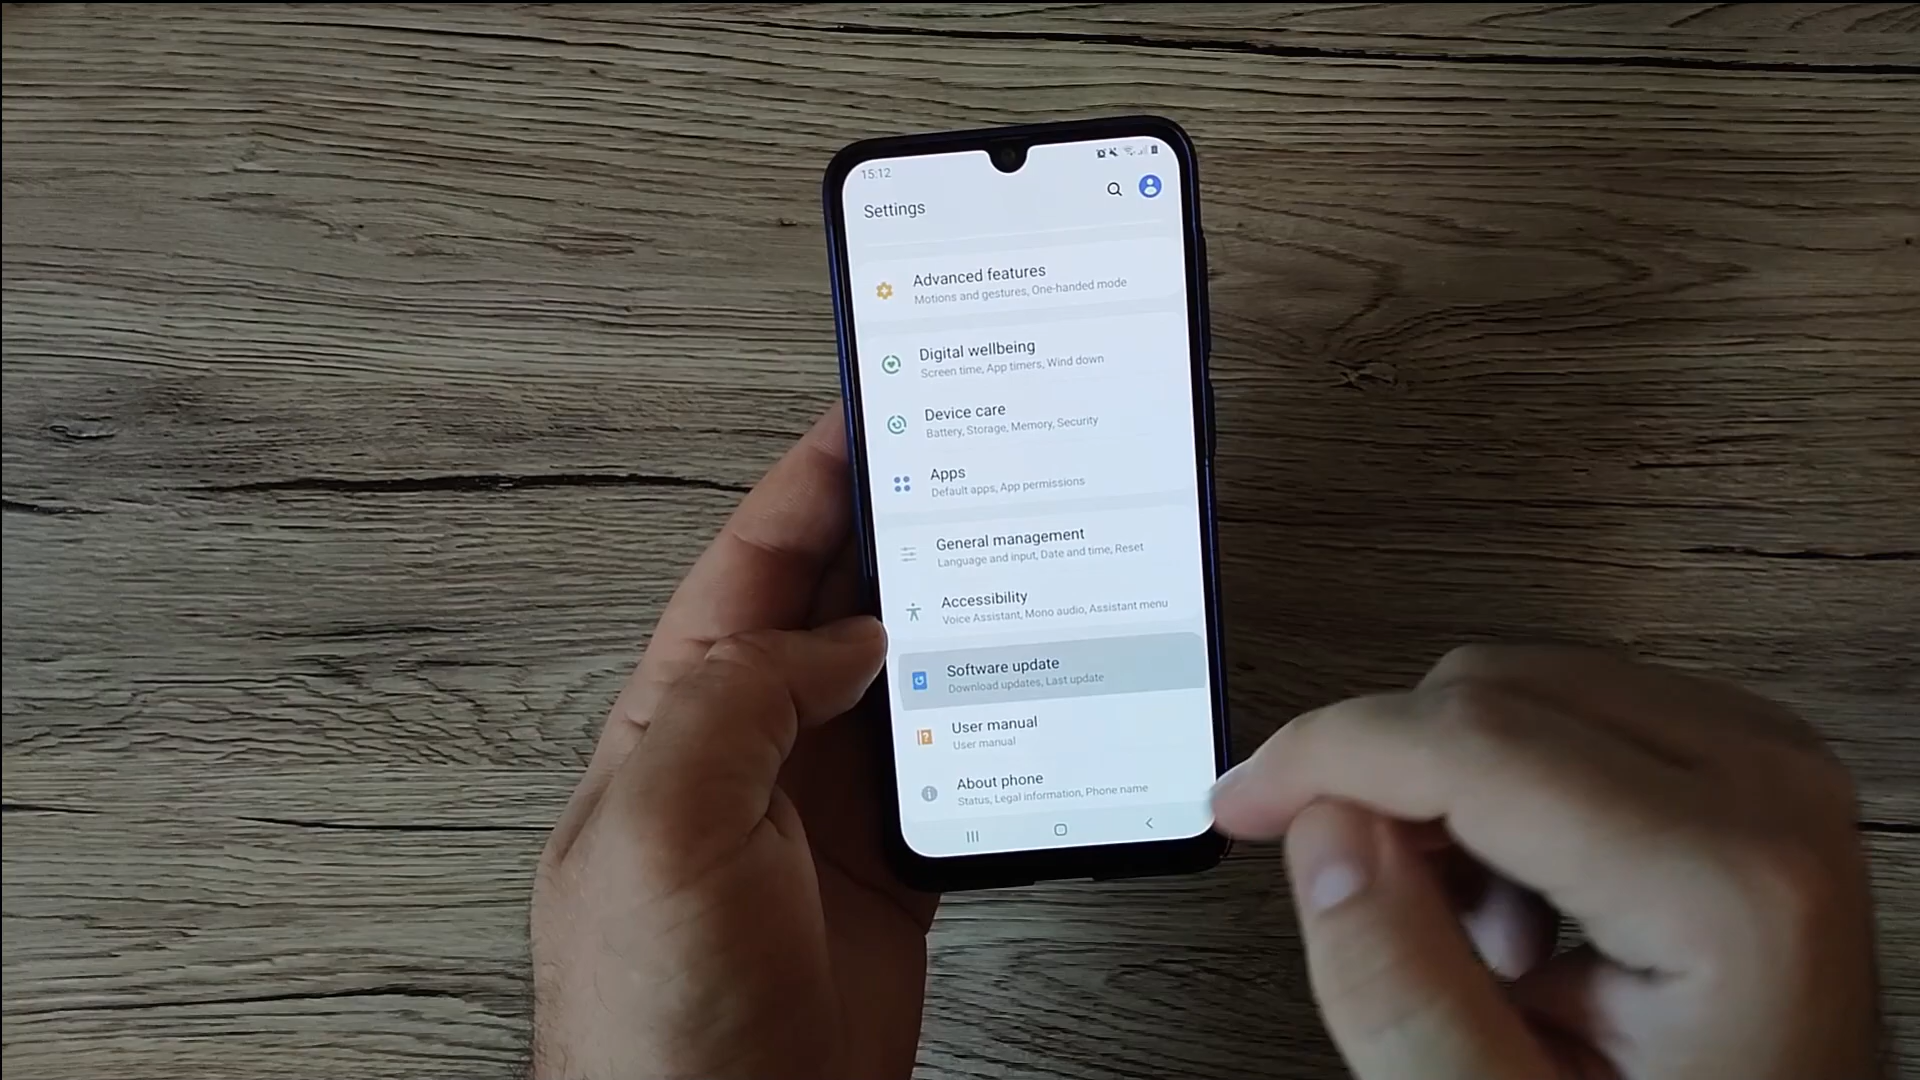 15:12
Settings
Advanced features
Motions and gestures, One-handed mode
Digital wellbeing
Screen time, App timers, Wind down
Device care
Battery, Storage, Memory, Security
Apps
Default apps, App permissions
General management
Language and input, Date and time, Reset
Accessibility
Voice Assistant, Mono audio, Assistant menu
Software update
Download updates, Last update
User manual
User manual
About phone
Status, Legal information, Phone name